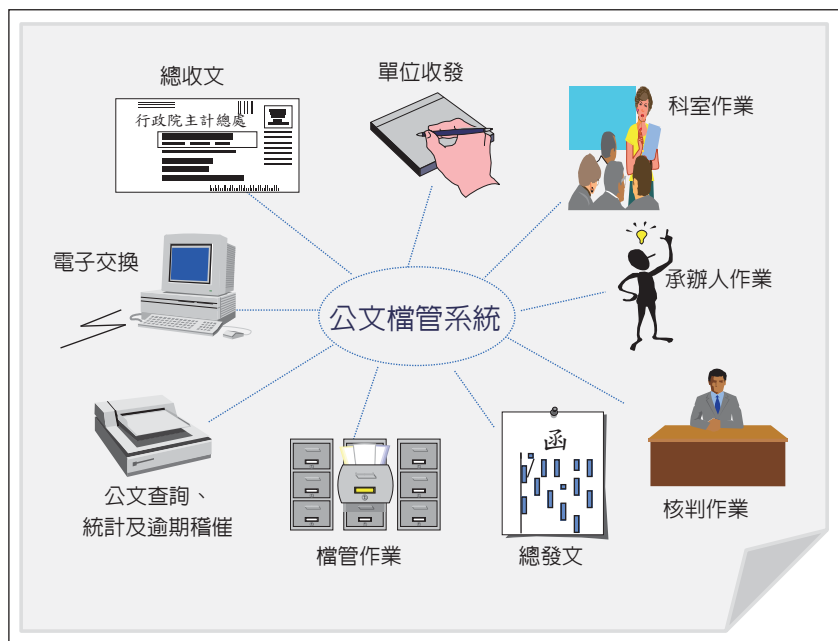 總收文
單位收發
科室作業
行政院主計總處
電子交換
承辦人作業
公文檔管系統
函
公文查詢、
統計及逾期稽催
檔管作業
總發文
核判作業